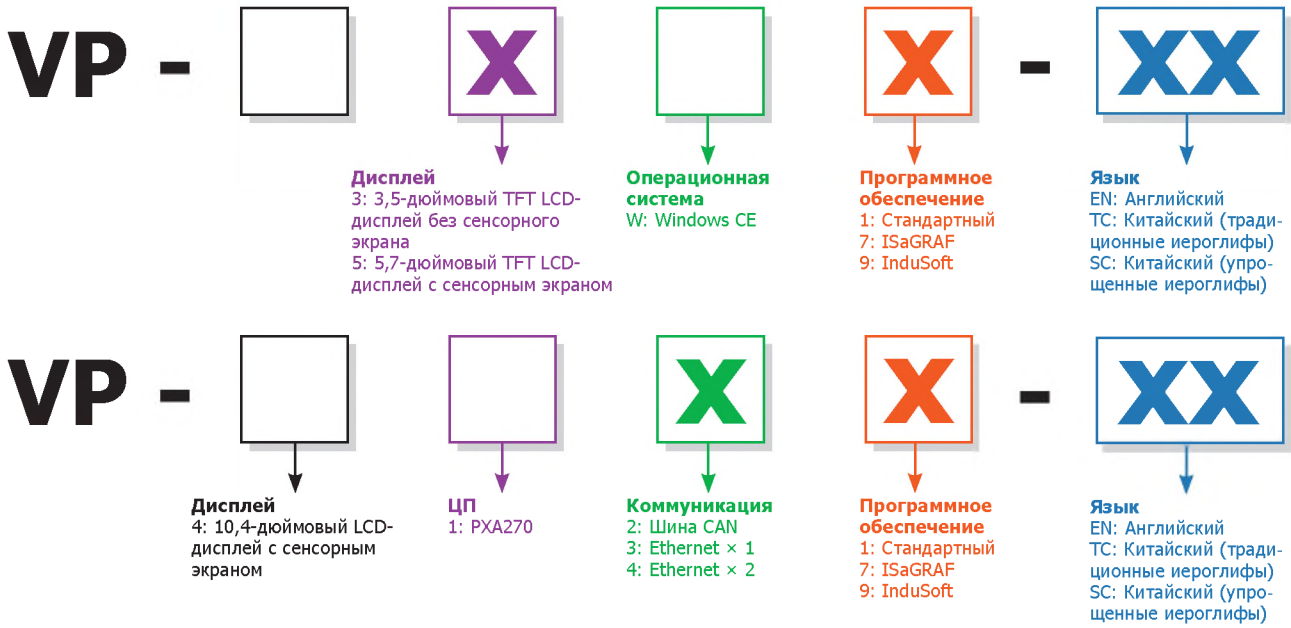 VP - X X - XX
Дисплей
3: 3,5-дюймовый TFT LCD-
дисплей без сенсорного
экрана
5: 5,7-дюймовый TFT LCD-
дисплей с сенсорным экраном
Операционная
система
W: Windows CE
Программное
обеспечение
1: Стандартный
7: ISaGRAF
9: InduSoft
Язык
EN: Английский
TC: Китайский (тради-
ционные иероглифы)
SC: Китайский (упро-
щенные иероглифы)
VP - X X - XX
Дисплей
4: 10,4-дюймовый LCD-
дисплей с сенсорным
экраном
ЦП
1: PXA270
Коммуникация
2: Шина CAN
3: Ethernet × 1
4: Ethernet × 2
Программное
обеспечение
1: Стандартный
7: ISaGRAF
9: InduSoft
Язык
EN: Английский
TC: Китайский (тради-
ционные иероглифы)
SC: Китайский (упро-
щенные иероглифы)